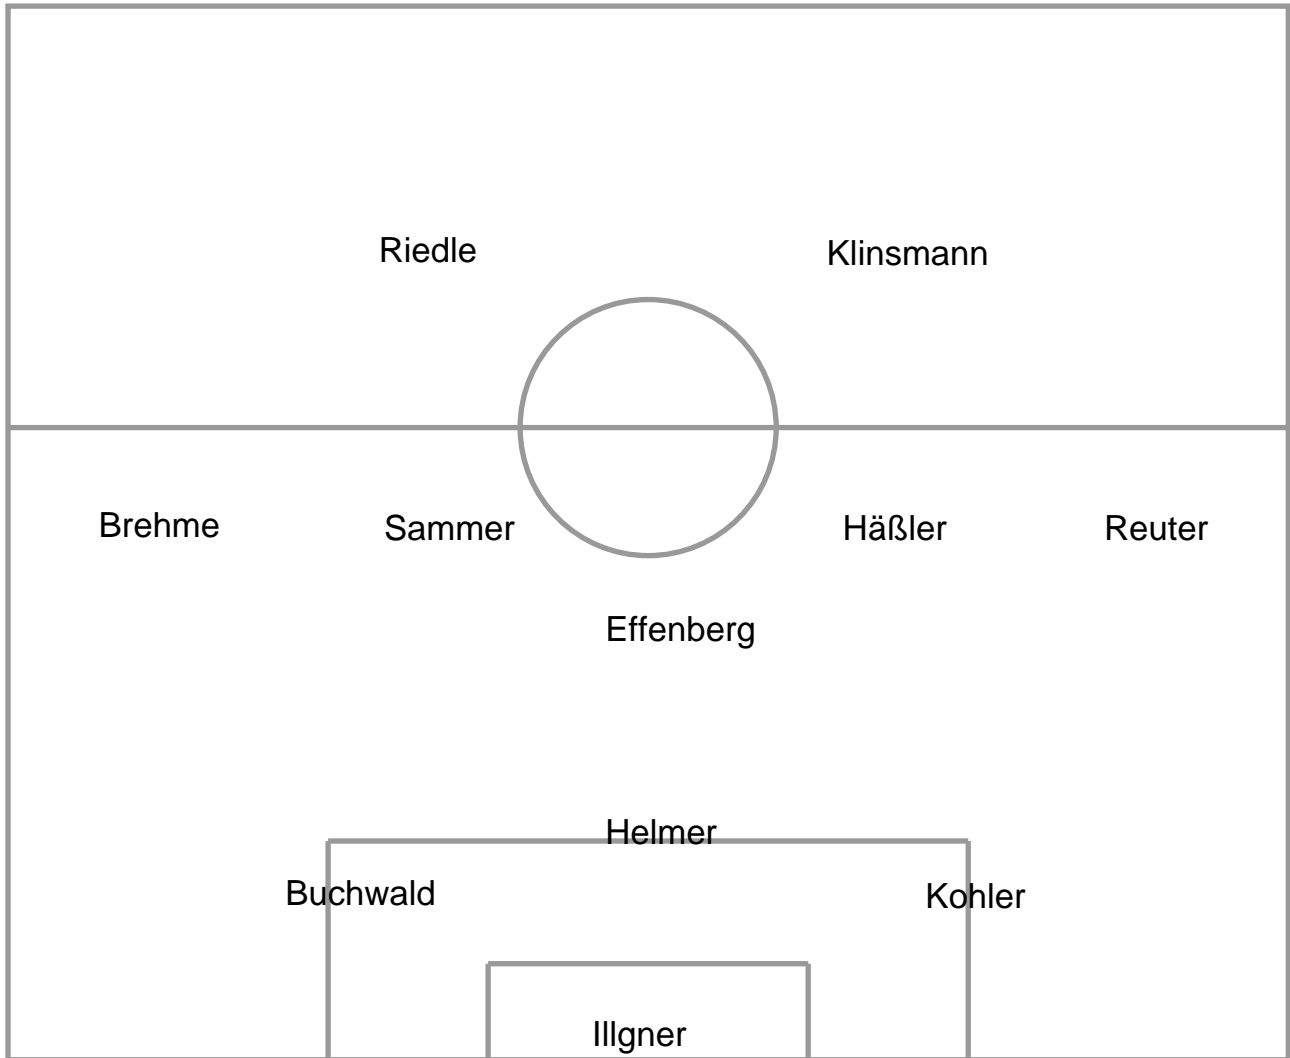 Riedle
Klinsmann
Brehme
Sammer
Häßler
Reuter
Effenberg
Helmer
Buchwald
Kohler
Illgner